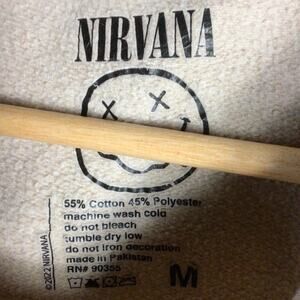 NIRVANA
55% Cotton 45% Polyester
machine wash cold
do not bleach
tumble dry low
do not iron decoration
made in Pakistan
RN# 90355
M
©2022 NIRVANA